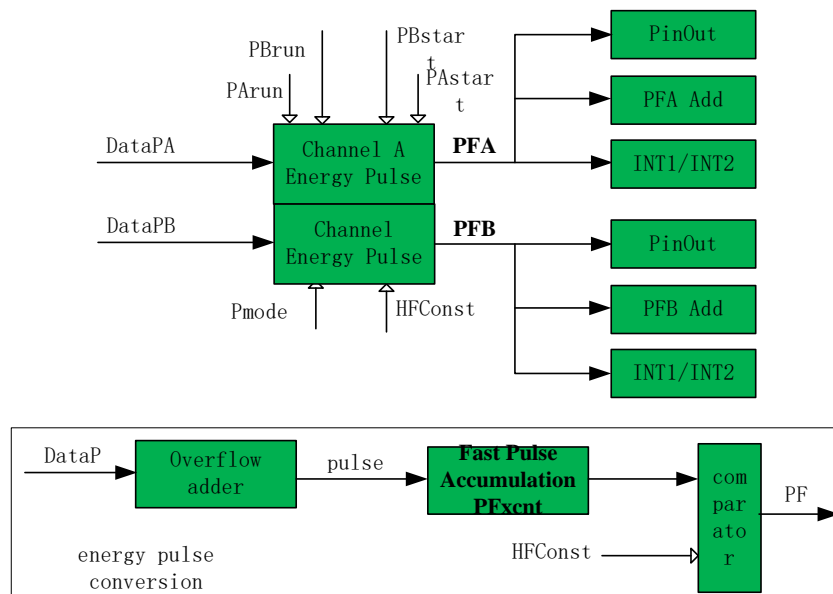 PBrun
PBstar
t
PinOut
PArun
PAstar
t
PFA Add
DataPA
Channel A
Energy Pulse
PFA
INT1/INT2
DataPB
Channel
Energy Pulse
PFB
PinOut
Pmode
HFConst
PFB Add
INT1/INT2
DataP
Overflow
adder
pulse
Fast Pulse
Accumulation
PFxcnt
com
par
ato
r
PF
HFConst
energy pulse
conversion